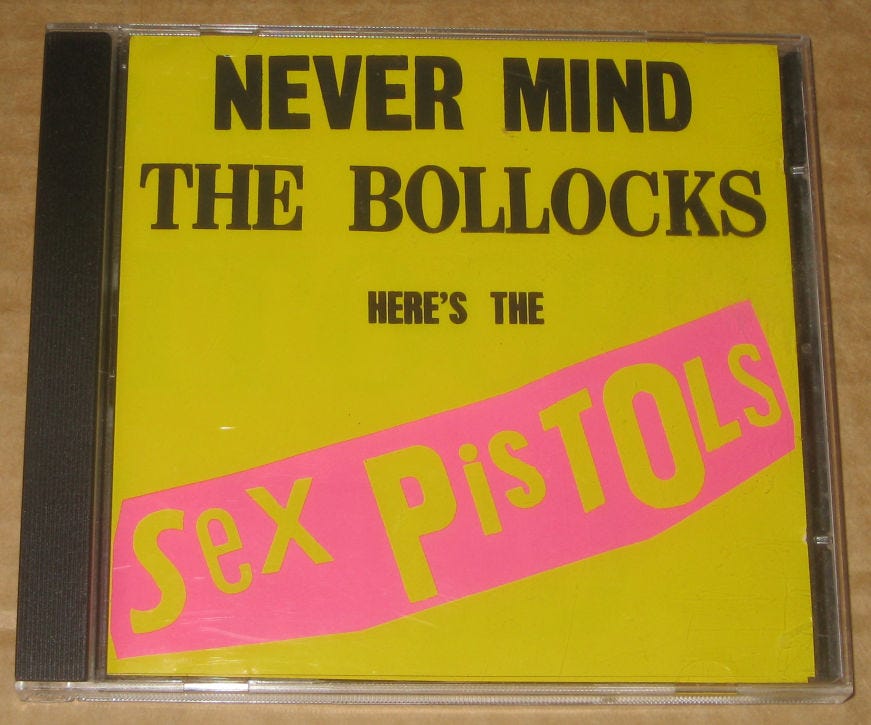 NEVER MIND
THE BOLLOCKS
HERE'S THE
Sex PisTOLS